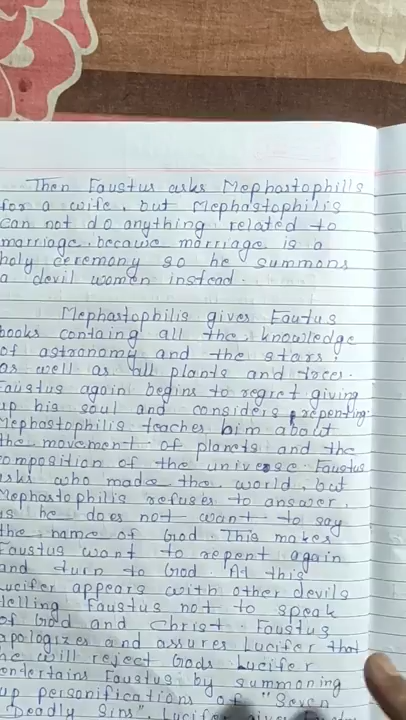 Then Faustus asks Mephastophills
for a wife, but Mephastophilis
can not do anything related to
marriage. because marriage is a
holy ceremony so he summons
a devil women instead.
Mephastophilis gives Fautus
books containg all the knowledge
of astranomy and the stars
as well as all plants and trees.
Faustus again begins to regret giving
up his soul and considers repenting.
Mephastophilis teaches him about
the movement of planets and the
composition of the universe. Faustus
asks who made the world, but
Mephastophilis refuses to answer.
as he does not want to say
the name of God. This makes
Faustus want to repent again
and turn to God. At this
Lucifer appears with other devils
telling Faustus not to speak
of God and Christ. Faustus
apologizes and assures Lucifer that
he will reject Gods. Lucifer
entertains Faustus by summoning
up personifications of "Seven
Deadly Sins". Lucifer